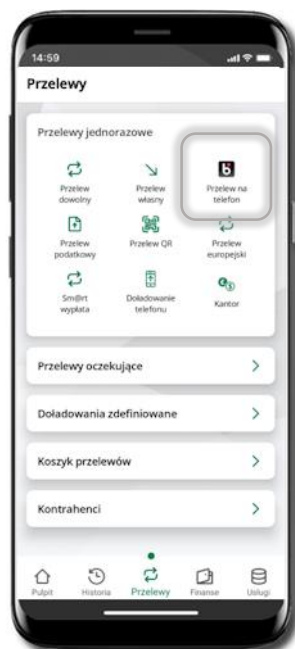 14:59
Przelewy
Przelewy jednorazowe
Przelew dowolny
Przelew własny
Przelew na telefon
Przelew podatkowy
Przelew QR
Przelew europejski
Sm@rt wypłata
Doładowanie telefonu
Kantor
Przelewy oczekujące
Doładowania zdefiniowane
Koszyk przelewów
Kontrahenci
Pulpit
Historia
Przelewy
Finanse
Usługi